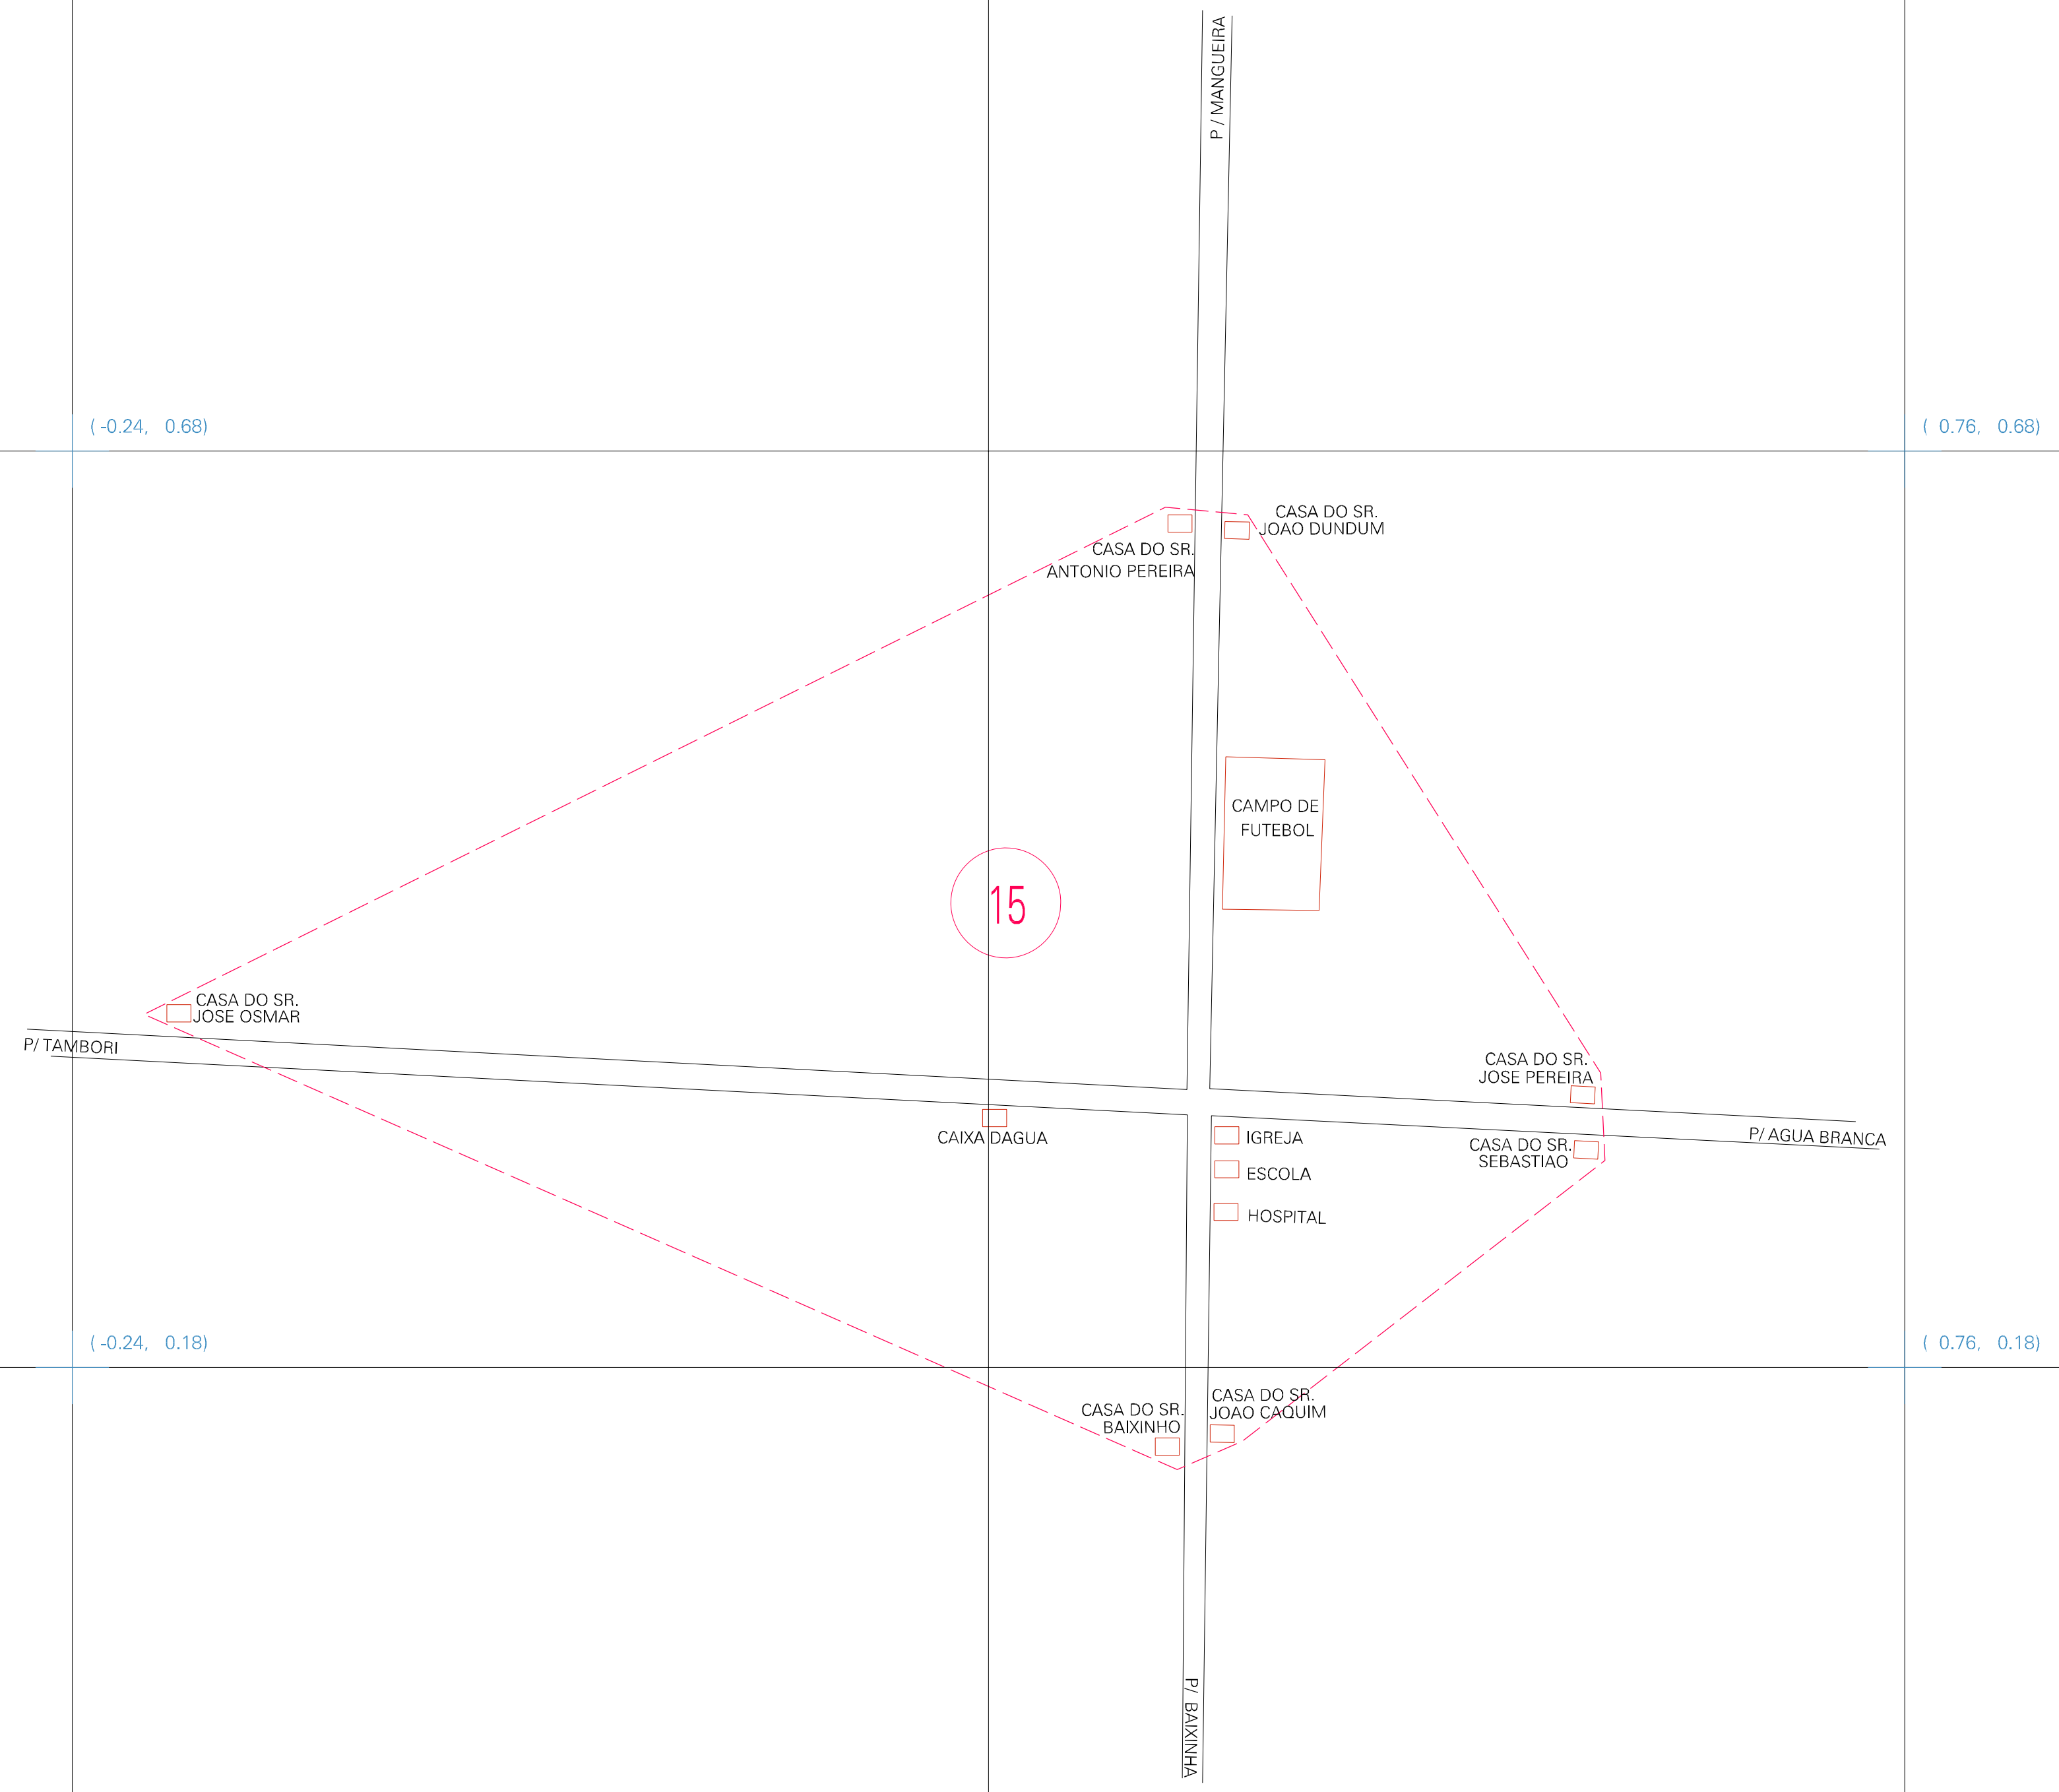 P / MANGUEIRA
(-0.24, 0.68)
( 0.76, 0.68)
CASA DO SR.
JOAO DUNDUM
CASA DO SR.
ANTONIO PEREIRA
CAMPO DE
FUTEBOL
15
CASA DO SR.
JOSE OSMAR
P/ TAMBORI
CASA DO SR.
JOSE PEREIRA
CAIXA DAGUA
IGREJA
P/ AGUA BRANCA
CASA DO SR.
SEBASTIAO
ESCOLA
HOSPITAL
(-0.24, 0.18)
( 0.76, 0.18)
CASA DO SR.
JOAO CAQUIM
CASA DO SR.
BAIXINHO
P/ BAIXINHA